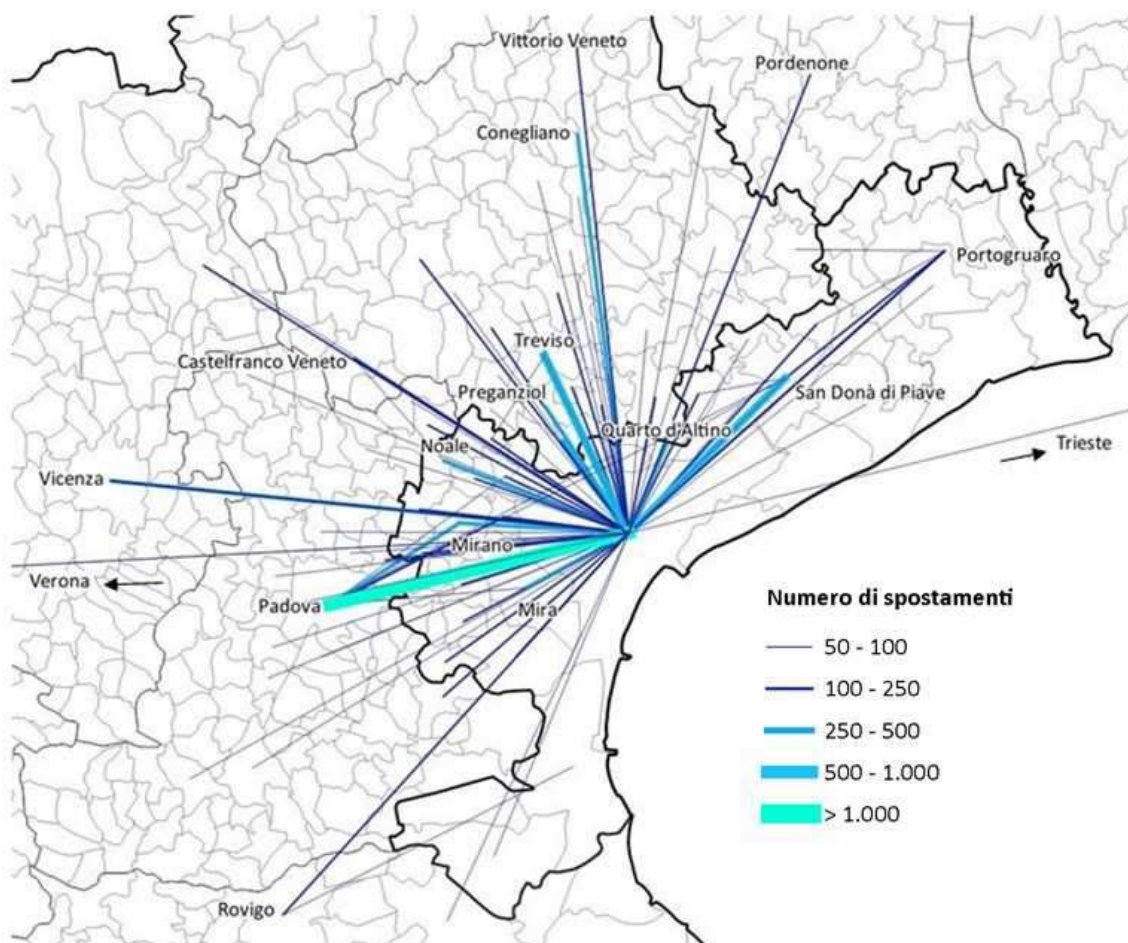 Vittorio Veneto
Pordenone
Conegliano
Portogruaro
Treviso
Castelfranco Veneto
Preganziol
San Donà di Piave
Quarto d'Altino
Noale
Trieste
Vicenza
Mirano
Verona
Padova
Mira
Rovigo
Numero di spostamenti
50 - 100
100 - 250
250 - 500
500 - 1.000
> 1.000